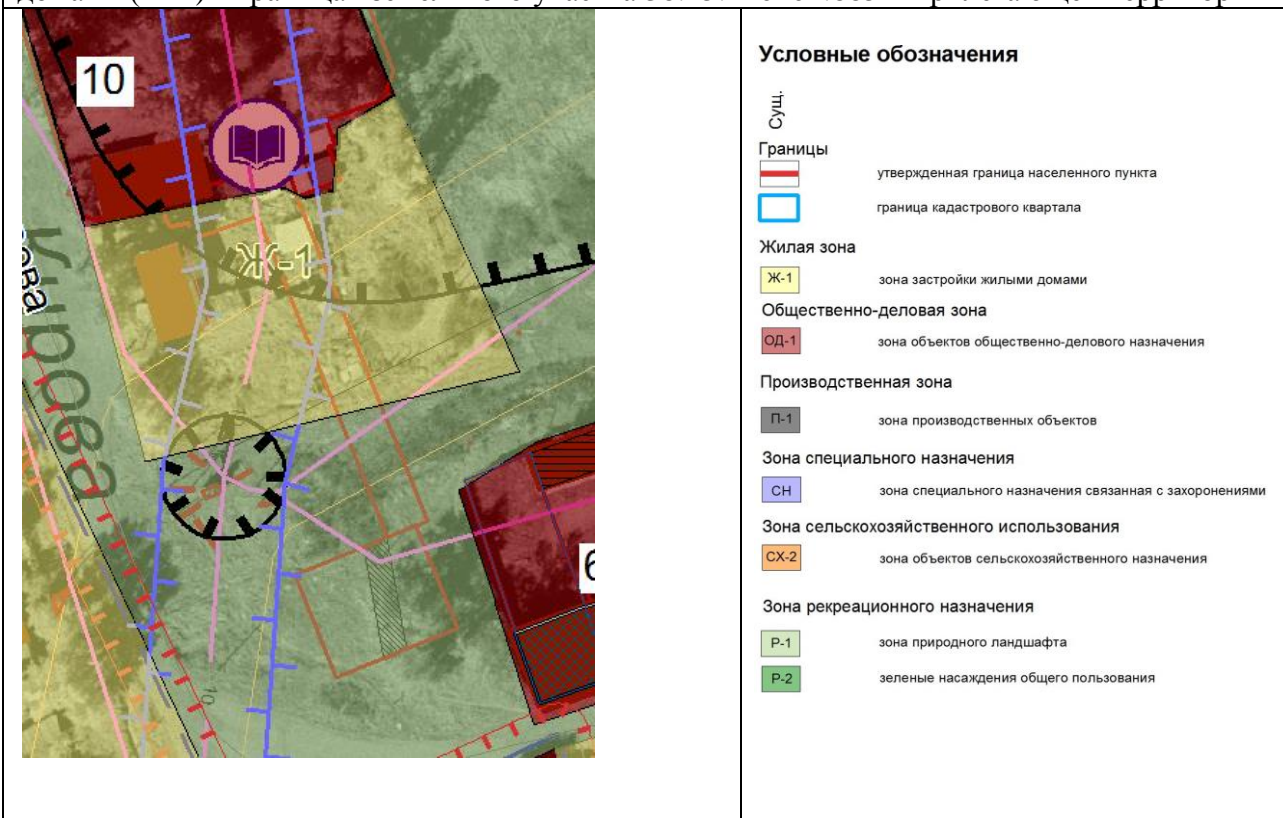 10
Ж-1
Кирова
10
Условные обозначения
Сущ.
Границы
утвержденная граница населенного пункта
граница кадастрового квартала
Жилая зона
Ж-1 зона застройки жилыми домами
Общественно-деловая зона
ОД-1 зона объектов общественно-делового назначения
Производственная зона
П-1 зона производственных объектов
Зона специального назначения
СН зона специального назначения связанная с захоронениями
Зона сельскохозяйственного использования
СХ-2 зона объектов сельскохозяйственного назначения
Зона рекреационного назначения
Р-1 зона природного ландшафта
Р-2 зеленые насаждения общего пользования